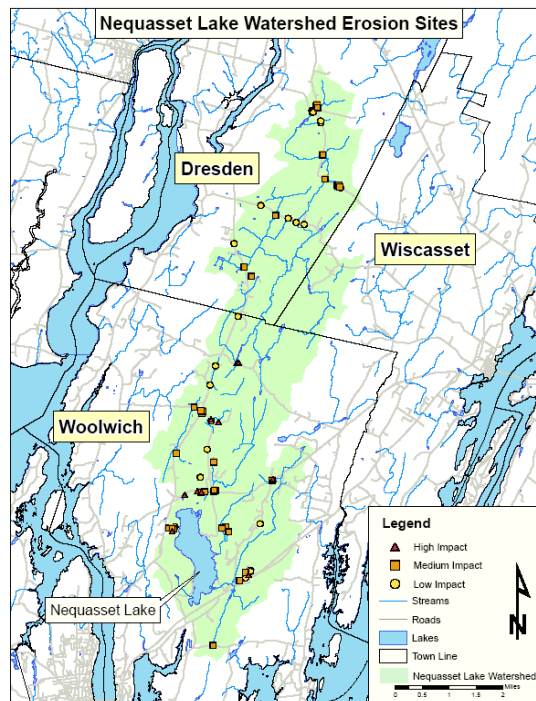 Nequasset Lake Watershed Erosion Sites
Dresden
Wiscasset
Woolwich
Nequasset Lake
Legend
High Impact
Medium Impact
Low Impact
Streams
Roads
Lakes
Town Line
Nequasset Lake Watershed
0 0.5 1 1.5 2 Miles
N